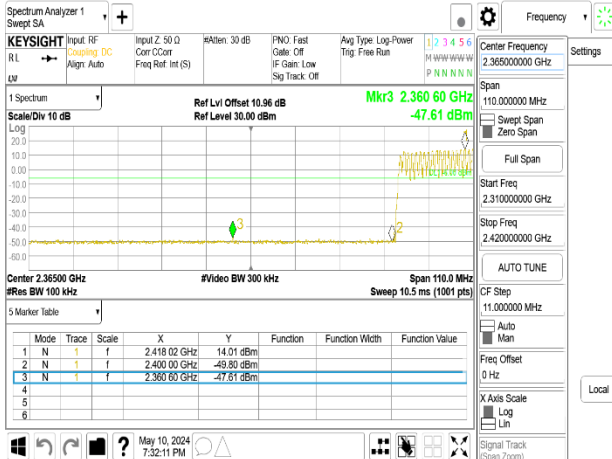 Spectrum Analyzer 1
Swept SA
+
Frequency
KEYSIGHT
RL
Input: RF
Coupling: DC
Align: Auto
Input Z: 50 Ω
Corr CCorr
Freq Ref: Int (S)
#Atten: 30 dB
PNO: Fast
Gate: Off
IF Gain: Low
Sig Track: Off
Avg Type: Log-Power
Trig: Free Run
1 2 3 4 5 6
M W W W W W
P N N N N N
1 Spectrum
Scale/Div 10 dB
Ref Lvl Offset 10.96 dB
Ref Level 30.00 dBm
Mkr3 2.360 60 GHz
-47.61 dBm
Log
20.0
10.0
0.00
-10.0
-20.0
-30.0
-40.0
-50.0
-60.0
1
2
3
Center 2.36500 GHz
#Res BW 100 kHz
#Video BW 300 kHz
Span 110.0 MHz
Sweep 10.5 ms (1001 pts)
5 Marker Table
Mode Trace Scale X Y Function Function Width Function Value
1 N 1 f 2.418 02 GHz 14.01 dBm
2 N 1 f 2.400 00 GHz -49.80 dBm
3 N 1 f 2.360 60 GHz -47.61 dBm
4
5
6
?
May 10, 2024
7:32:11 PM
Center Frequency
2.365000000 GHz
Settings
Span
110.000000 MHz
Swept Span
Zero Span
Full Span
Start Freq
2.310000000 GHz
Stop Freq
2.420000000 GHz
AUTO TUNE
CF Step
11.000000 MHz
Auto
Man
Freq Offset
0 Hz
Local
X Axis Scale
Log
Lin
Signal Track
(Span Zoom)